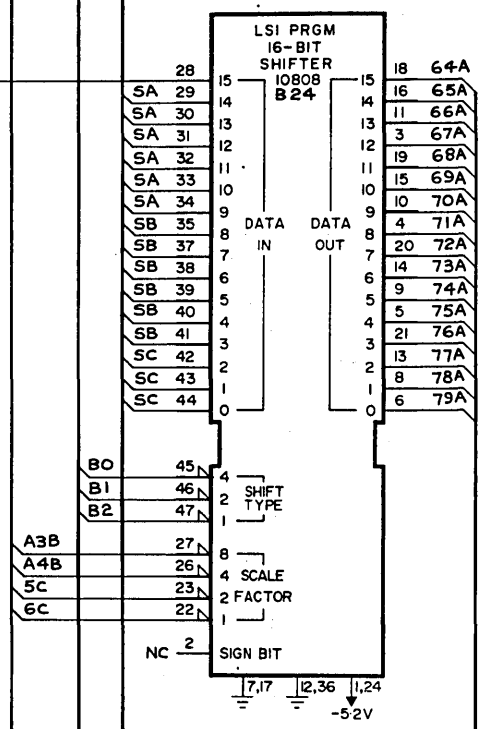 LSI PRGM
16-BIT
SHIFTER
10808
B24
28 15 15 18 64A
SA 29 14 14 16 65A
SA 30 13 13 11 66A
SA 31 12 12 3 67A
SA 32 11 11 19 68A
SA 33 10 10 15 69A
SA 34 9 9 10 70A
SB 35 8 DATA DATA 8 4 71A
SB 37 7 IN OUT 7 20 72A
SB 38 6 6 14 73A
SB 39 5 5 9 74A
SB 40 4 4 5 75A
SB 41 3 3 21 76A
SC 42 2 2 13 77A
SC 43 1 1 8 78A
SC 44 0 0 6 79A
B0 45 4
B1 46 2 SHIFT
B2 47 1 TYPE
A3B 27 8
A4B 26 4 SCALE
5C 23 2 FACTOR
6C 22 1
NC 2 SIGN BIT
7,17 12,36 1,24
-5.2V